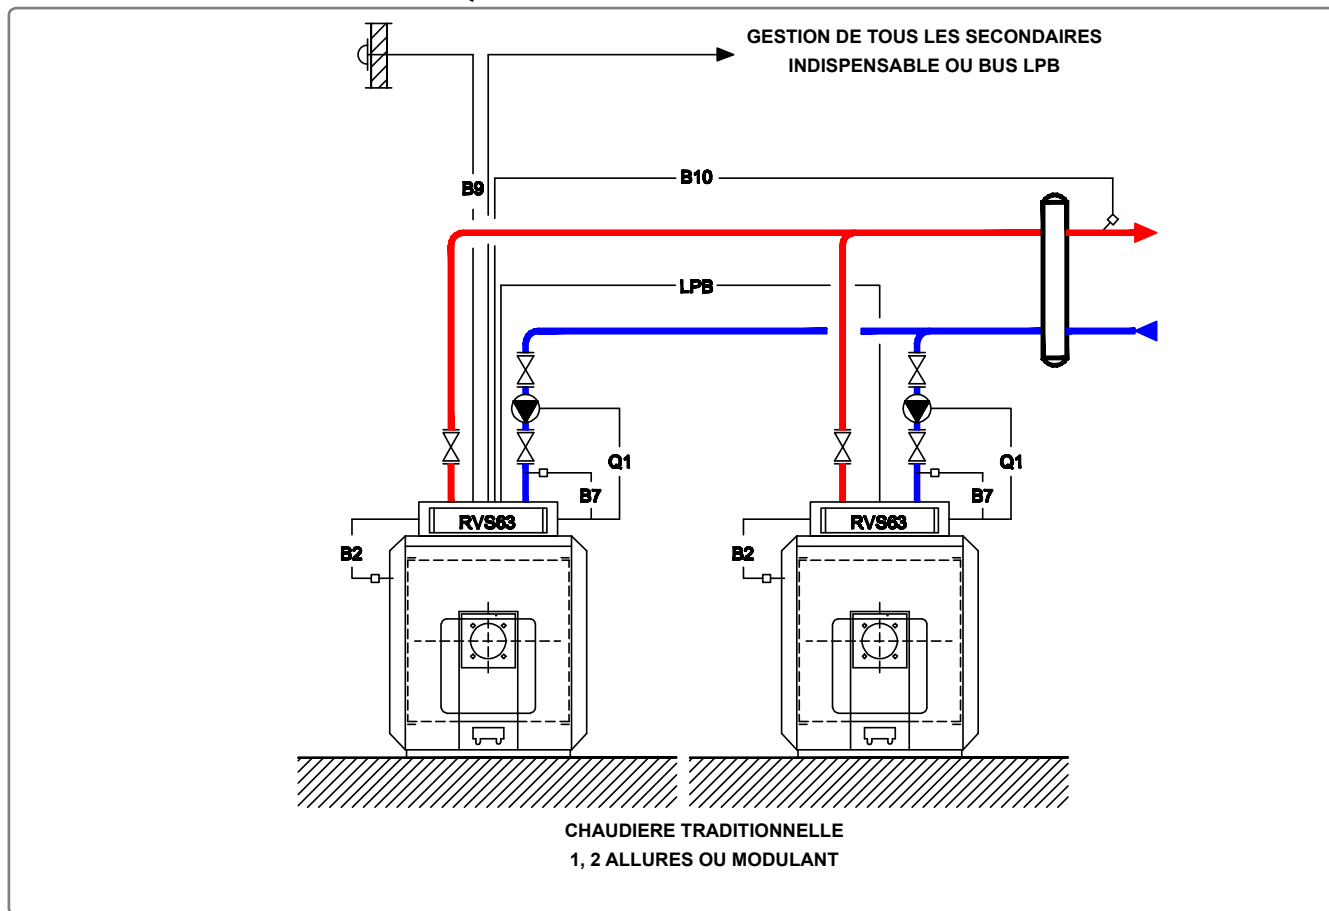 GESTION DE TOUS LES SECONDAIRES
INDISPENSABLE OU BUS LPB
B9
B10
LPB
Q1
Q1
B7
B7
RVS63
RVS63
B2
B2
CHAUDIERE TRADITIONNELLE
1, 2 ALLURES OU MODULANT